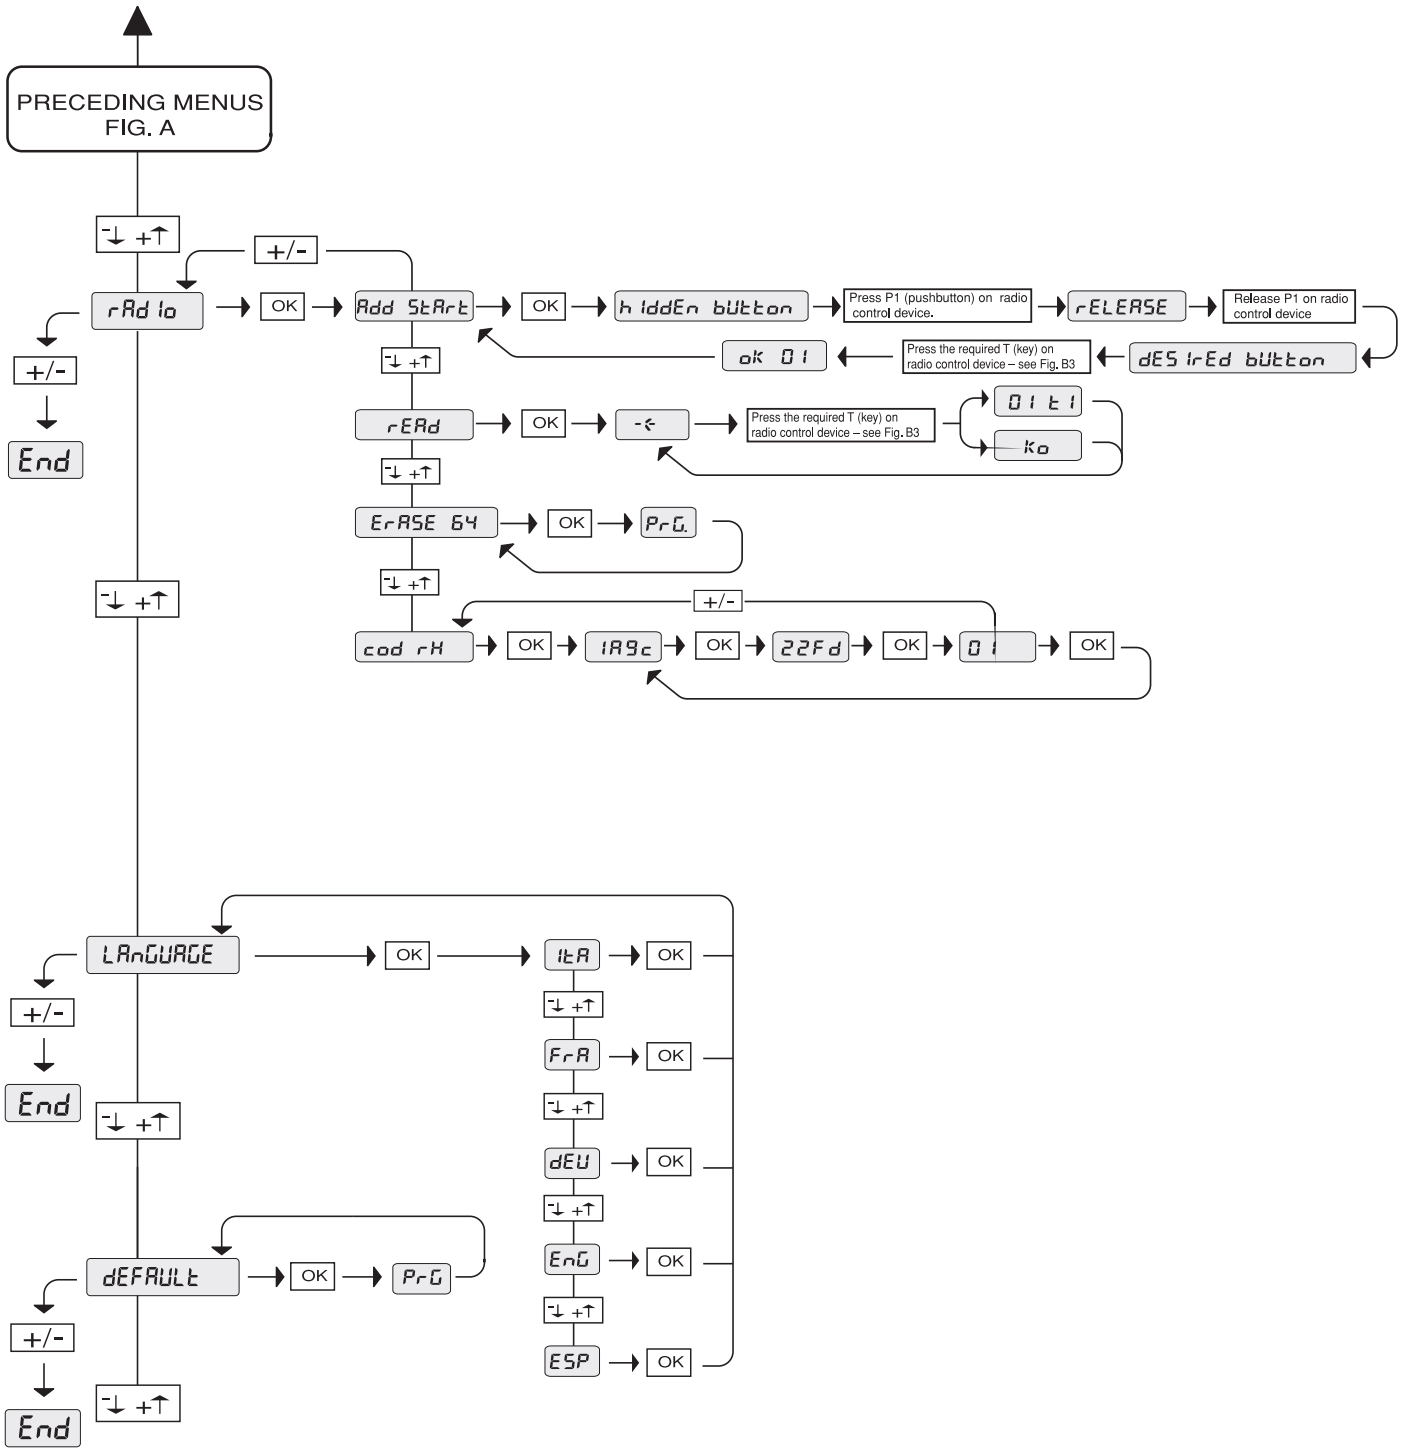 PRECEDING MENUS
FIG. A
-↓ +↑
+/-
rAdIo
OK
Add StArt
OK
hIddEn bUtton
Press P1 (pushbutton) on radio
control device.
rELEASE
Release P1 on radio
control device
+/-
-↓ +↑
oK 01
Press the required T (key) on
radio control device – see Fig. B3
dESIrEd bUtton
End
rEAd
OK
-<-
Press the required T (key) on
radio control device – see Fig. B3
01 t1
Ko
-↓ +↑
ErASE 64
OK
PrG.
-↓ +↑
-↓ +↑
+/-
cod rH
OK
1A9c
OK
22Fd
OK
01
OK
LAnGUAGE
OK
ItA
OK
+/-
-↓ +↑
End
FrA
OK
-↓ +↑
-↓ +↑
dEU
OK
-↓ +↑
dEFAULt
OK
PrG
EnG
OK
+/-
-↓ +↑
End
ESP
OK
-↓ +↑